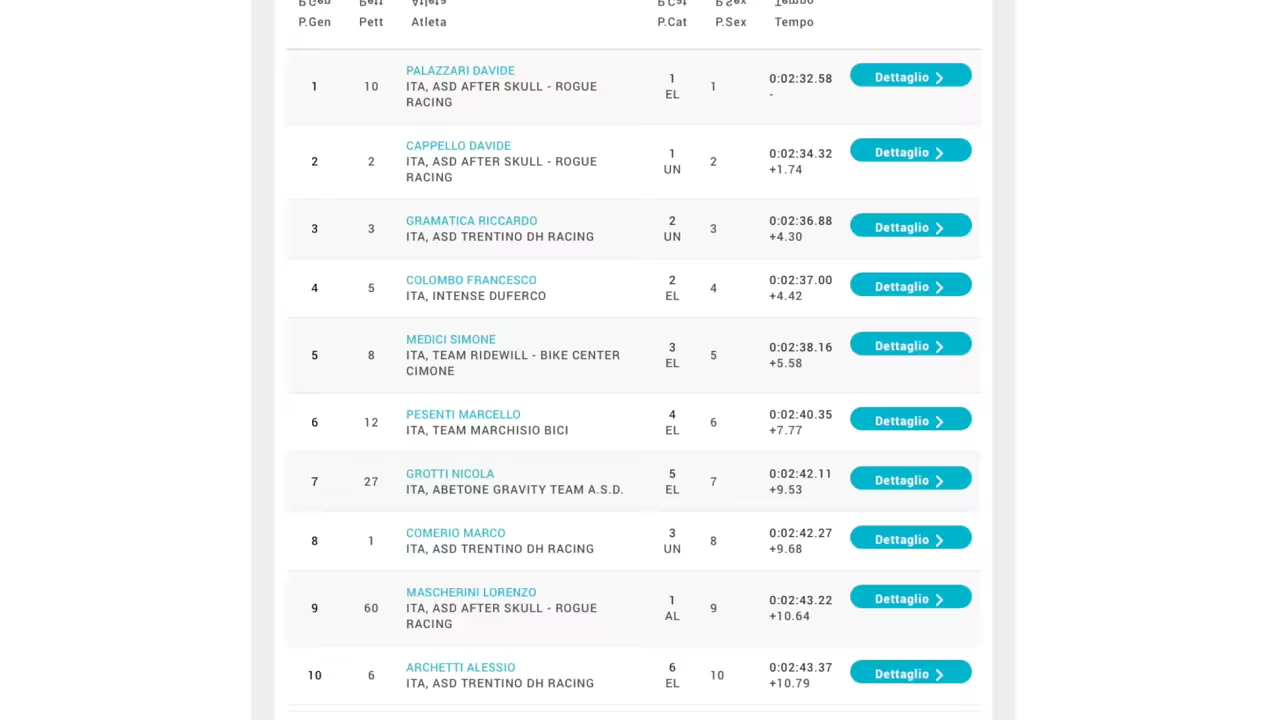 P.Gen Pett Atleta P.Cat P.Sex Tempo
1 10 PALAZZARI DAVIDE
ITA, ASD AFTER SKULL - ROGUE
RACING
1
EL
1
0:02:32.58
-
Dettaglio
2 2 CAPPELLO DAVIDE
ITA, ASD AFTER SKULL - ROGUE
RACING
1
UN
2
0:02:34.32
+1.74
Dettaglio
3 3 GRAMATICA RICCARDO
ITA, ASD TRENTINO DH RACING
2
UN
3
0:02:36.88
+4.30
Dettaglio
4 5 COLOMBO FRANCESCO
ITA, INTENSE DUFERCO
2
EL
4
0:02:37.00
+4.42
Dettaglio
5 8 MEDICI SIMONE
ITA, TEAM RIDEWILL - BIKE CENTER
CIMONE
3
EL
5
0:02:38.16
+5.58
Dettaglio
6 12 PESENTI MARCELLO
ITA, TEAM MARCHISIO BICI
4
EL
6
0:02:40.35
+7.77
Dettaglio
7 27 GROTTI NICOLA
ITA, ABETONE GRAVITY TEAM A.S.D.
5
EL
7
0:02:42.11
+9.53
Dettaglio
8 1 COMERIO MARCO
ITA, ASD TRENTINO DH RACING
3
UN
8
0:02:42.27
+9.68
Dettaglio
9 60 MASCHERINI LORENZO
ITA, ASD AFTER SKULL - ROGUE
RACING
1
AL
9
0:02:43.22
+10.64
Dettaglio
10 6 ARCHETTI ALESSIO
ITA, ASD TRENTINO DH RACING
6
EL
10
0:02:43.37
+10.79
Dettaglio